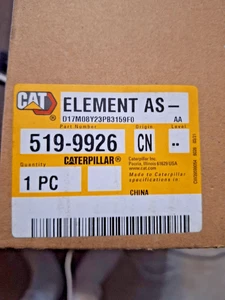 CAT ELEMENT AS-
D17M08Y23PB3159F0 AA
Part Number Origin Level
519-9926 CN --
Quantity CATERPILLAR
Caterpillar Inc.
Peoria, Illinois 61629 USA
www.cat.com
1 PC
Made to Caterpillar
specifications in
CHINA